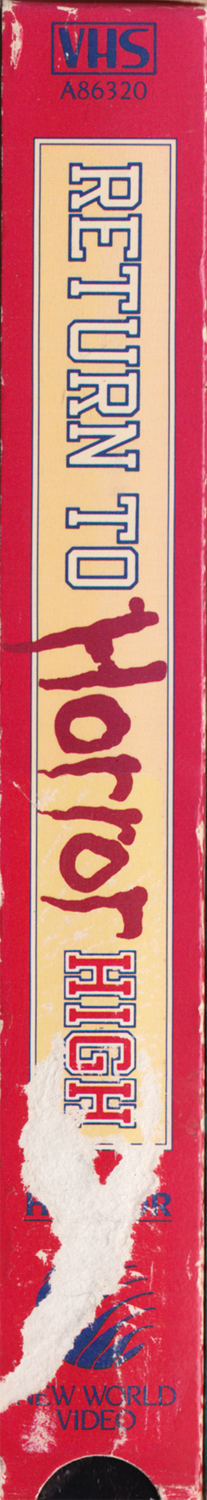 VHS
A86320
RETURN TO Horror HIGH
NEW WORLD
VIDEO